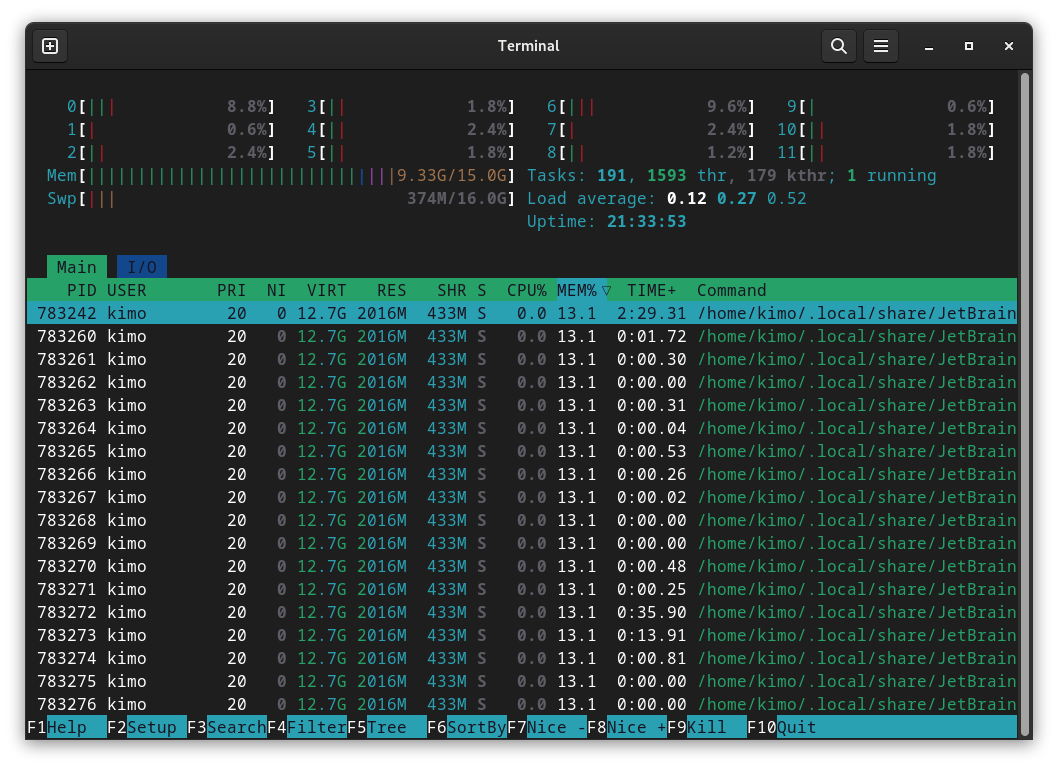 Terminal
0[||| 8.8%] 3[|| 1.8%] 6[||| 9.6%] 9[| 0.6%]
1[| 0.6%] 4[|| 2.4%] 7[| 2.4%] 10[|| 1.8%]
2[|| 2.4%] 5[|| 1.8%] 8[|| 1.2%] 11[|| 1.8%]
Mem[|||||||||||||||||||||||||||||||9.33G/15.0G] Tasks: 191, 1593 thr, 179 kthr; 1 running
Swp[||| 374M/16.0G] Load average: 0.12 0.27 0.52
Uptime: 21:33:53
Main I/O
PID USER PRI NI VIRT RES SHR S CPU% MEM%▽ TIME+ Command
783242 kimo 20 0 12.7G 2016M 433M S 0.0 13.1 2:29.31 /home/kimo/.local/share/JetBrain
783260 kimo 20 0 12.7G 2016M 433M S 0.0 13.1 0:01.72 /home/kimo/.local/share/JetBrain
783261 kimo 20 0 12.7G 2016M 433M S 0.0 13.1 0:00.30 /home/kimo/.local/share/JetBrain
783262 kimo 20 0 12.7G 2016M 433M S 0.0 13.1 0:00.00 /home/kimo/.local/share/JetBrain
783263 kimo 20 0 12.7G 2016M 433M S 0.0 13.1 0:00.31 /home/kimo/.local/share/JetBrain
783264 kimo 20 0 12.7G 2016M 433M S 0.0 13.1 0:00.04 /home/kimo/.local/share/JetBrain
783265 kimo 20 0 12.7G 2016M 433M S 0.0 13.1 0:00.53 /home/kimo/.local/share/JetBrain
783266 kimo 20 0 12.7G 2016M 433M S 0.0 13.1 0:00.26 /home/kimo/.local/share/JetBrain
783267 kimo 20 0 12.7G 2016M 433M S 0.0 13.1 0:00.02 /home/kimo/.local/share/JetBrain
783268 kimo 20 0 12.7G 2016M 433M S 0.0 13.1 0:00.00 /home/kimo/.local/share/JetBrain
783269 kimo 20 0 12.7G 2016M 433M S 0.0 13.1 0:00.00 /home/kimo/.local/share/JetBrain
783270 kimo 20 0 12.7G 2016M 433M S 0.0 13.1 0:00.48 /home/kimo/.local/share/JetBrain
783271 kimo 20 0 12.7G 2016M 433M S 0.0 13.1 0:00.25 /home/kimo/.local/share/JetBrain
783272 kimo 20 0 12.7G 2016M 433M S 0.0 13.1 0:35.90 /home/kimo/.local/share/JetBrain
783273 kimo 20 0 12.7G 2016M 433M S 0.0 13.1 0:13.91 /home/kimo/.local/share/JetBrain
783274 kimo 20 0 12.7G 2016M 433M S 0.0 13.1 0:00.81 /home/kimo/.local/share/JetBrain
783275 kimo 20 0 12.7G 2016M 433M S 0.0 13.1 0:00.00 /home/kimo/.local/share/JetBrain
783276 kimo 20 0 12.7G 2016M 433M S 0.0 13.1 0:00.00 /home/kimo/.local/share/JetBrain
F1Help F2Setup F3SearchF4FilterF5Tree F6SortByF7Nice -F8Nice +F9Kill F10Quit